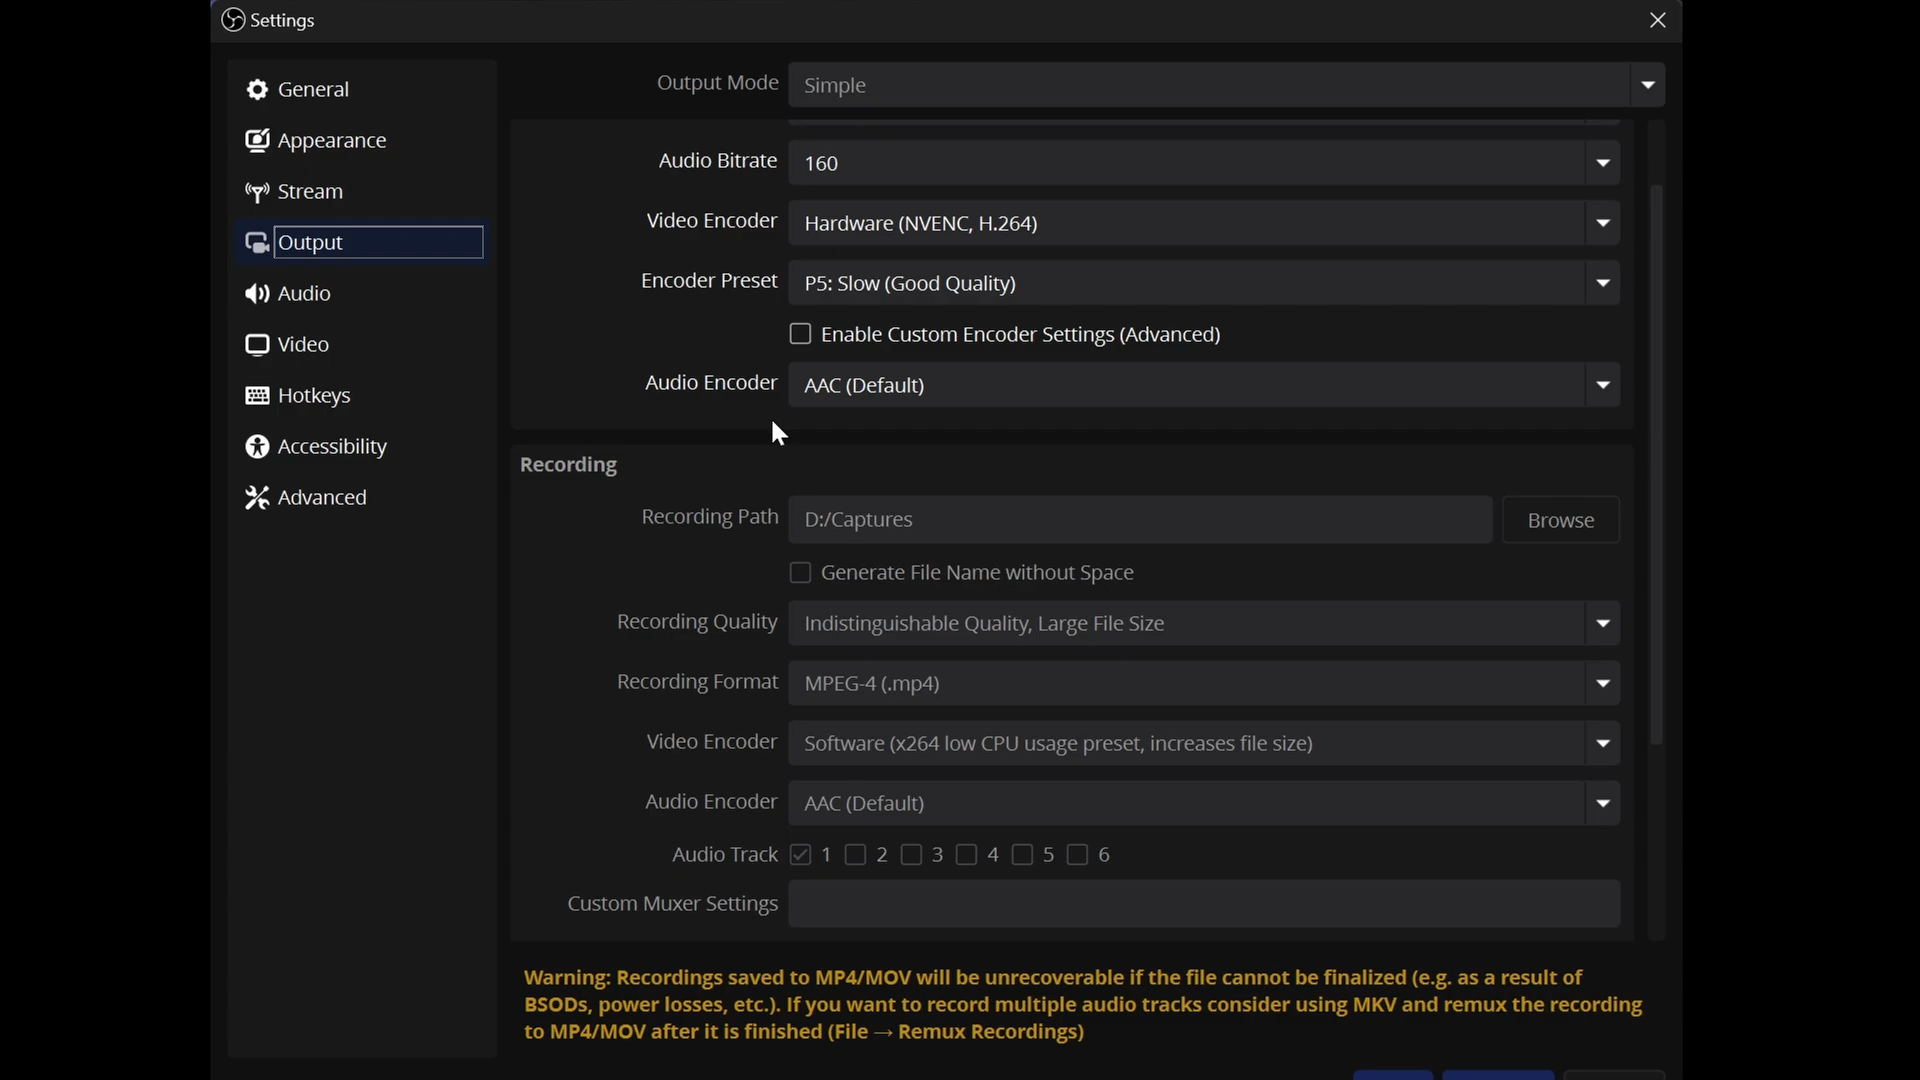 Settings
General
Appearance
Stream
Output
Audio
Video
Hotkeys
Accessibility
Advanced
Output Mode Simple
Audio Bitrate 160
Video Encoder Hardware (NVENC, H.264)
Encoder Preset P5: Slow (Good Quality)
Enable Custom Encoder Settings (Advanced)
Audio Encoder AAC (Default)
Recording
Recording Path D:/Captures Browse
Generate File Name without Space
Recording Quality Indistinguishable Quality, Large File Size
Recording Format MPEG-4 (.mp4)
Video Encoder Software (x264 low CPU usage preset, increases file size)
Audio Encoder AAC (Default)
Audio Track 1 2 3 4 5 6
Custom Muxer Settings
Warning: Recordings saved to MP4/MOV will be unrecoverable if the file cannot be finalized (e.g. as a result of
BSODs, power losses, etc.). If you want to record multiple audio tracks consider using MKV and remux the recording
to MP4/MOV after it is finished (File → Remux Recordings)